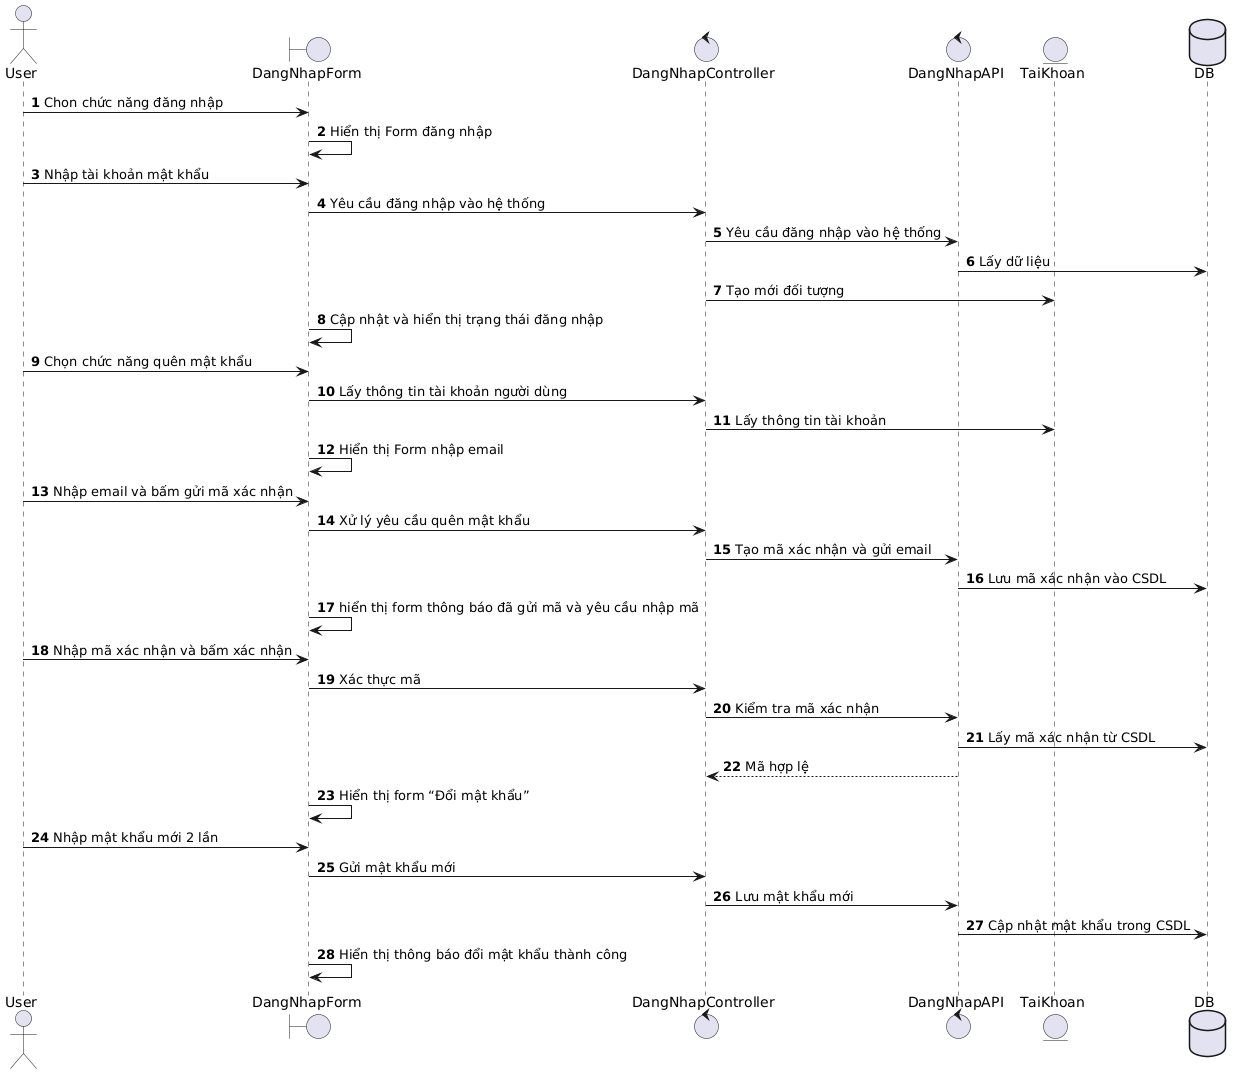 User DangNhapForm DangNhapController DangNhapAPI TaiKhoan DB
1 Chon chức năng đăng nhập
2 Hiển thị Form đăng nhập
3 Nhập tài khoản mật khẩu
4 Yêu cầu đăng nhập vào hệ thống
5 Yêu cầu đăng nhập vào hệ thống
6 Lấy dữ liệu
7 Tạo mới đối tượng
8 Cập nhật và hiển thị trạng thái đăng nhập
9 Chọn chức năng quên mật khẩu
10 Lấy thông tin tài khoản người dùng
11 Lấy thông tin tài khoản
12 Hiển thị Form nhập email
13 Nhập email và bấm gửi mã xác nhận
14 Xử lý yêu cầu quên mật khẩu
15 Tạo mã xác nhận và gửi email
16 Lưu mã xác nhận vào CSDL
17 hiển thị form thông báo đã gửi mã và yêu cầu nhập mã
18 Nhập mã xác nhận và bấm xác nhận
19 Xác thực mã
20 Kiểm tra mã xác nhận
21 Lấy mã xác nhận từ CSDL
22 Mã hợp lệ
23 Hiển thị form “Đổi mật khẩu”
24 Nhập mật khẩu mới 2 lần
25 Gửi mật khẩu mới
26 Lưu mật khẩu mới
27 Cập nhật mật khẩu trong CSDL
28 Hiển thị thông báo đổi mật khẩu thành công
User DangNhapForm DangNhapController DangNhapAPI TaiKhoan DB